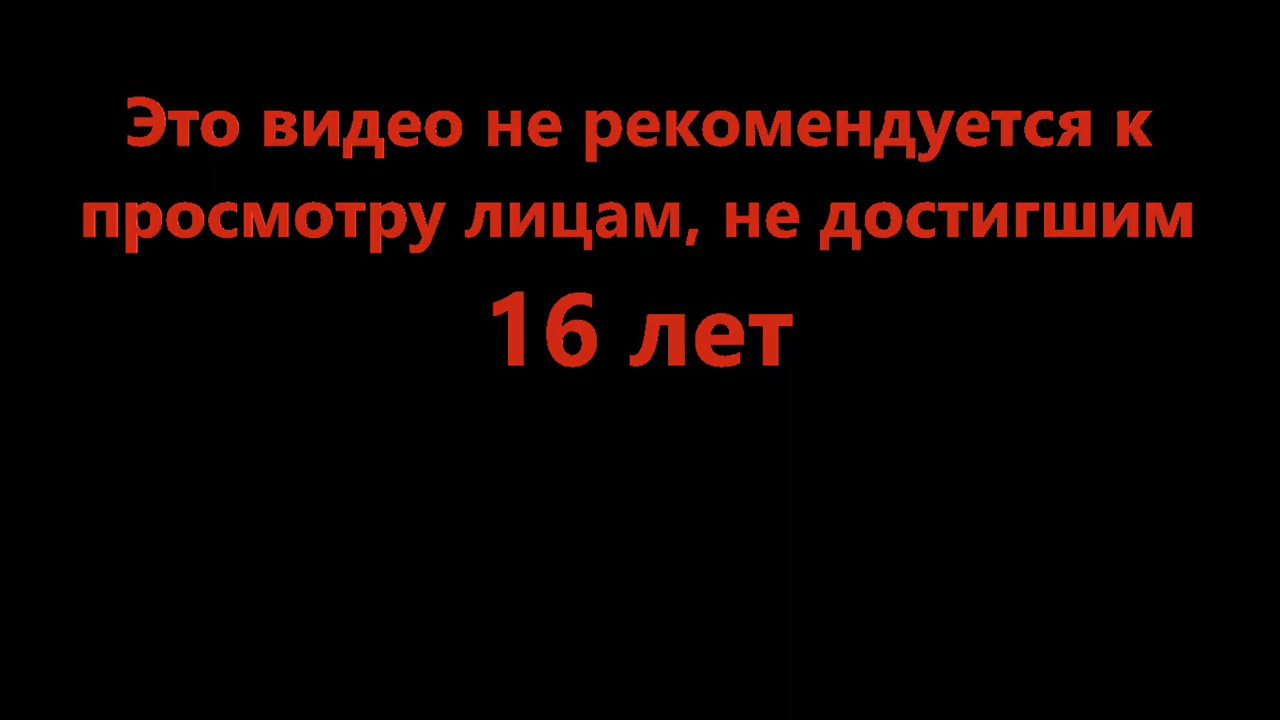 Это видео не рекомендуется к
просмотру лицам, не достигшим
16 лет